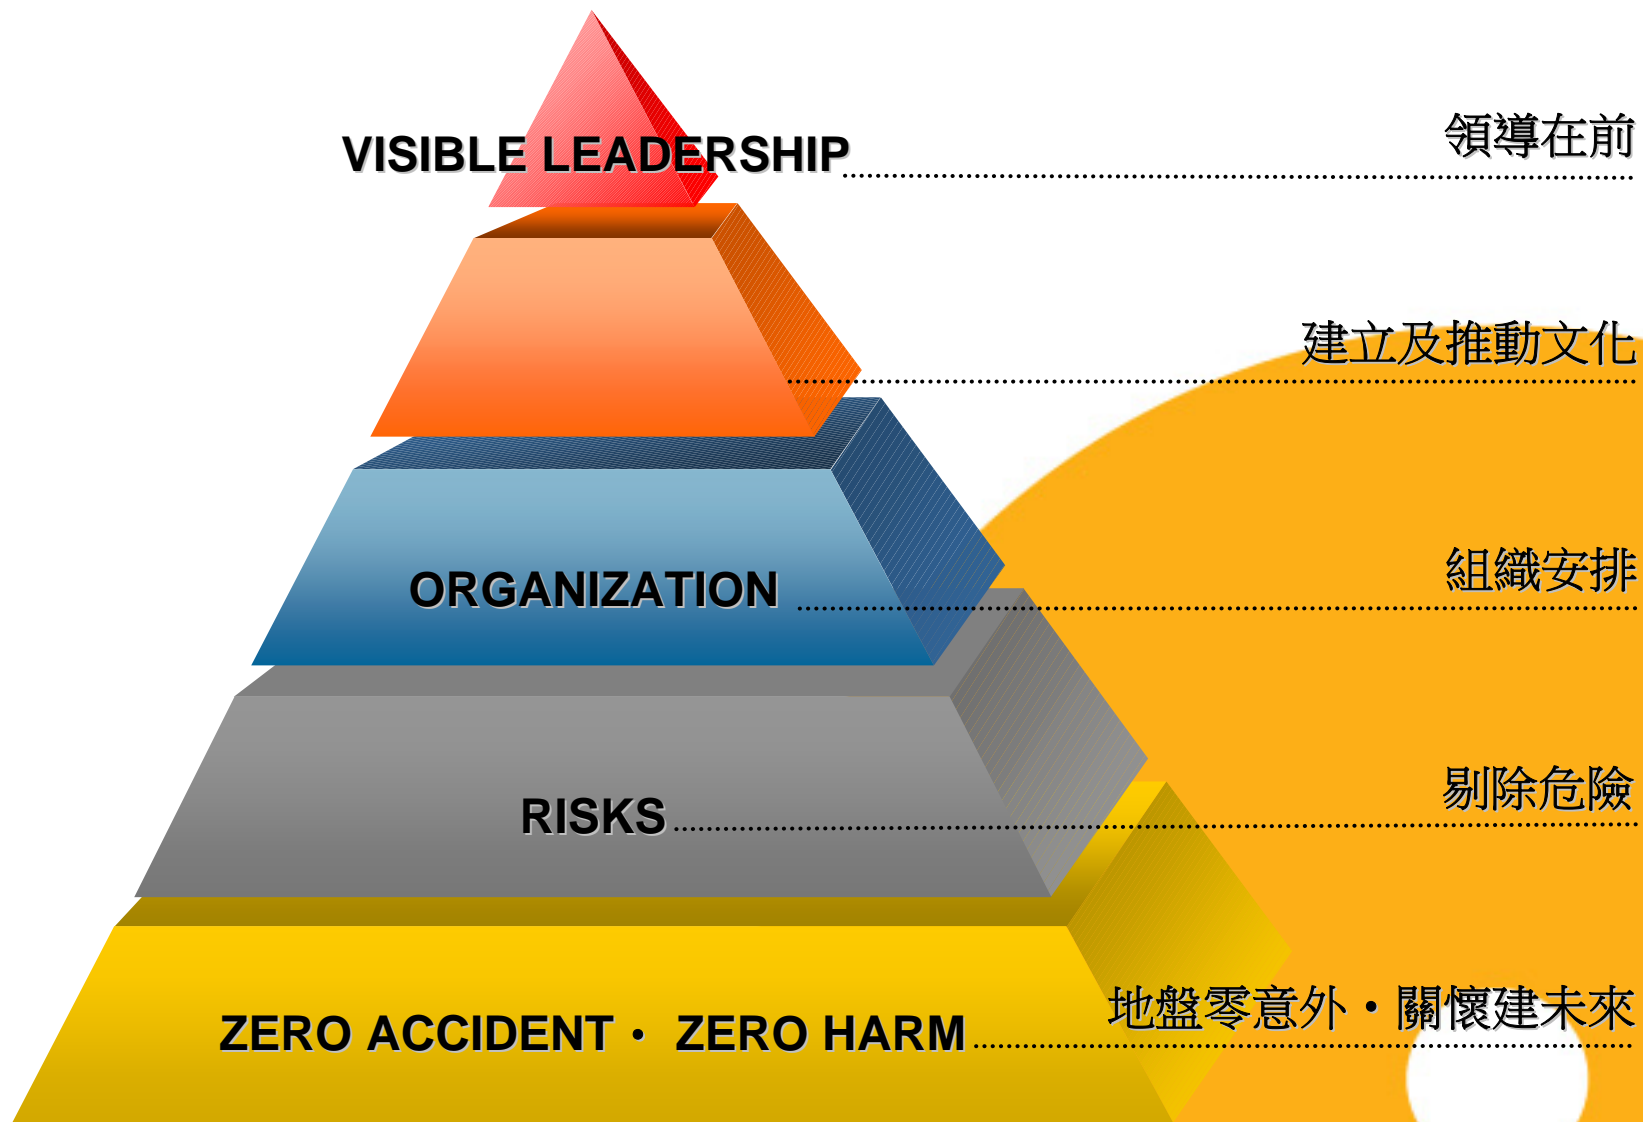 VISIBLE LEADERSHIP
領導在前
建立及推動文化
ORGANIZATION
組織安排
RISKS
剔除危險
ZERO ACCIDENT‧ ZERO HARM
地盤零意外‧關懷建未來